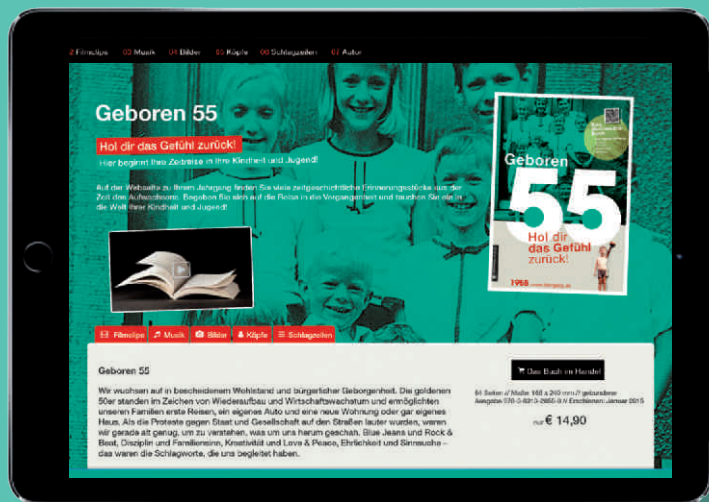 2 Filmclips 03 Musik 04 Bilder 05 Köpfe 06 Schlagzeilen 07 Autor
Geboren 55
Hol dir das Gefühl zurück!
Hier beginnt Ihre Zeitreise in Ihre Kindheit und Jugend!
Auf der Webseite zu Ihrem Jahrgang finden Sie viele zeitgeschichtliche Erinnerungsstücke aus der
Zeit des Aufwachsens. Begeben Sie sich auf die Reise in die Vergangenheit und tauchen Sie ein in
die Welt Ihrer Kindheit und Jugend!
Geboren
55
Hol dir
das Gefühl
zurück!
1955
Filmclips Musik Bilder Köpfe Schlagzeilen
Geboren 55
Wir wuchsen auf in bescheidenem Wohlstand und bürgerlicher Geborgenheit. Die goldenen
50er standen im Zeichen von Wiederaufbau und Wirtschaftswachstum und ermöglichten
unseren Familien erste Reisen, ein eigenes Auto und eine neue Wohnung oder gar eigenes
Haus. Als die Proteste gegen Staat und Gesellschaft auf den Straßen lauter wurden, waren
wir gerade alt genug, um zu verstehen, was um uns herum geschah. Blue Jeans und Rock &
Beat, Disziplin und Familiensinn, Kreativität und Love & Peace, Ehrlichkeit und Sinnsuche –
das waren die Schlagworte, die uns begleitet haben.
Das Buch im Handel
64 Seiten // Maße 165 x 240 mm // gebundene
Ausgabe // Erschienen: Januar 2015
nur € 14,90